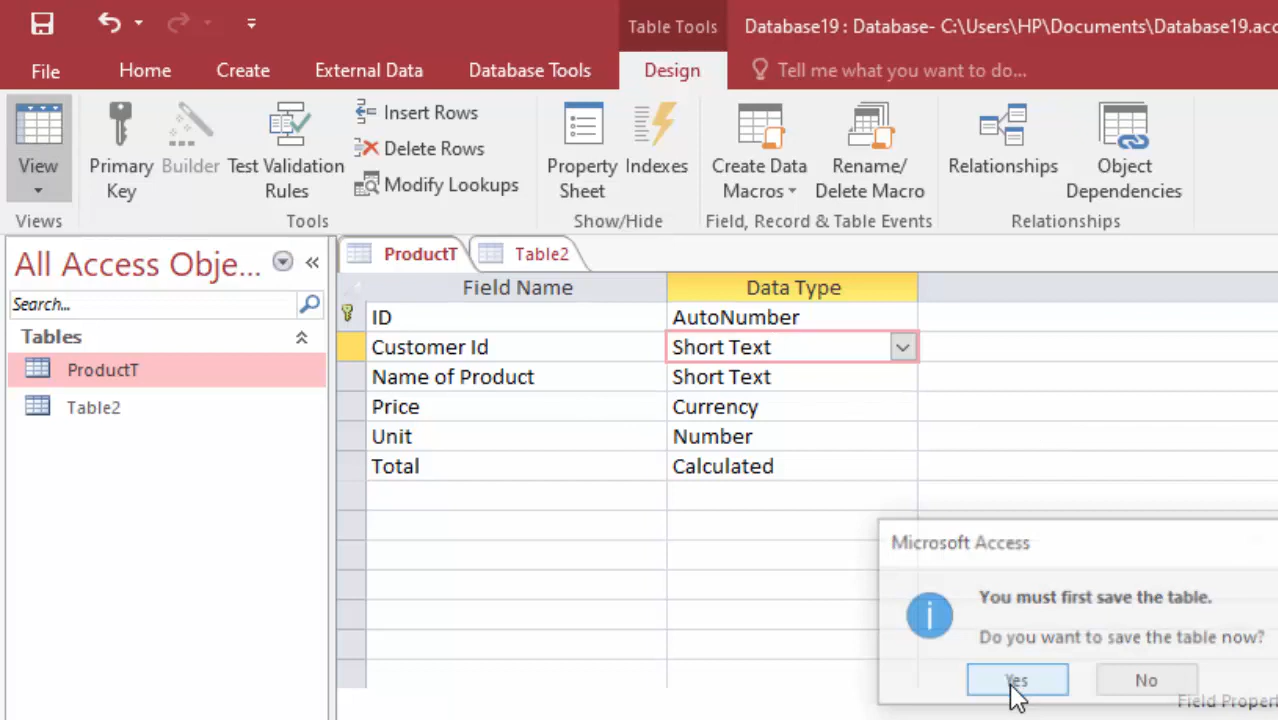 Table Tools
Database19 : Database- C:\Users\HP\Documents\Database19.acc
File
Home
Create
External Data
Database Tools
Design
Tell me what you want to do...
View
Primary Key
Builder
Test Validation Rules
Insert Rows
Delete Rows
Modify Lookups
Property Sheet
Indexes
Create Data Macros
Rename/ Delete Macro
Relationships
Object Dependencies
Views
Tools
Show/Hide
Field, Record & Table Events
Relationships
All Access Obje...
Search...
Tables
ProductT
Table2
ProductT
Table2
Field Name
Data Type
ID
AutoNumber
Customer Id
Short Text
Name of Product
Short Text
Price
Currency
Unit
Number
Total
Calculated
Microsoft Access
You must first save the table.
Do you want to save the table now?
Yes
No
Field Proper